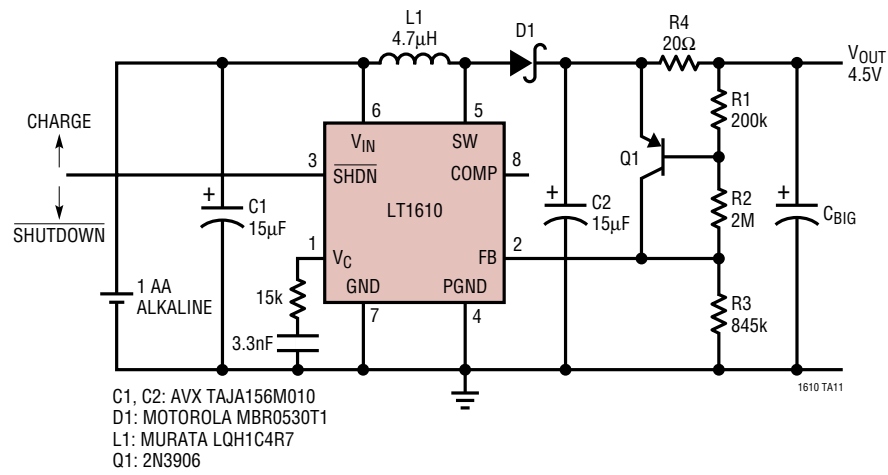 L1
4.7µH
D1
R4
20Ω
VOUT
4.5V
R1
200k
CHARGE
6
5
VIN
SW
Q1
3
SHDN
COMP
8
LT1610
C1
15µF
C2
15µF
R2
2M
CBIG
SHUTDOWN
1
VC
FB
2
1 AA
ALKALINE
15k
GND
PGND
R3
845k
7
4
3.3nF
1610 TA11
C1, C2: AVX TAJA156M010
D1: MOTOROLA MBR0530T1
L1: MURATA LQH1C4R7
Q1: 2N3906